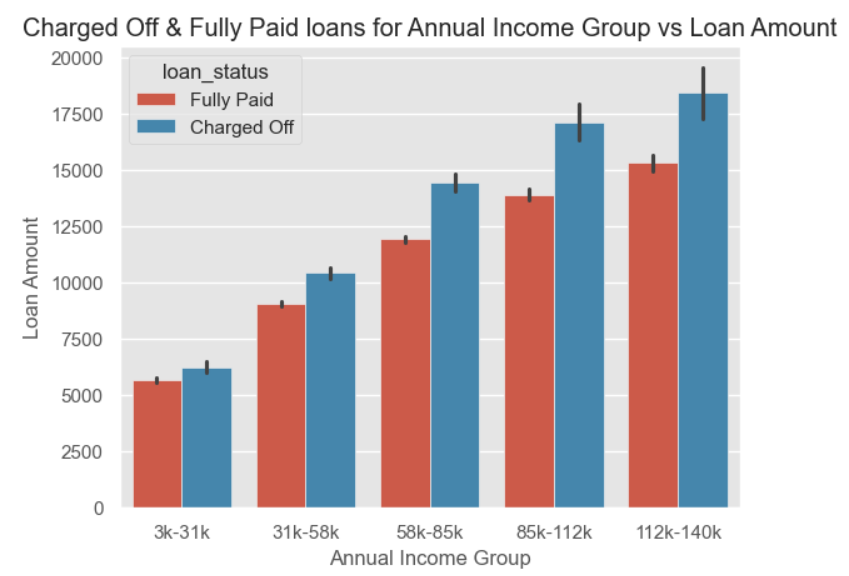 Charged Off & Fully Paid loans for Annual Income Group vs Loan Amount
loan_status
Fully Paid
Charged Off
Loan Amount
20000
17500
15000
12500
10000
7500
5000
2500
0
3k-31k 31k-58k 58k-85k 85k-112k 112k-140k
Annual Income Group